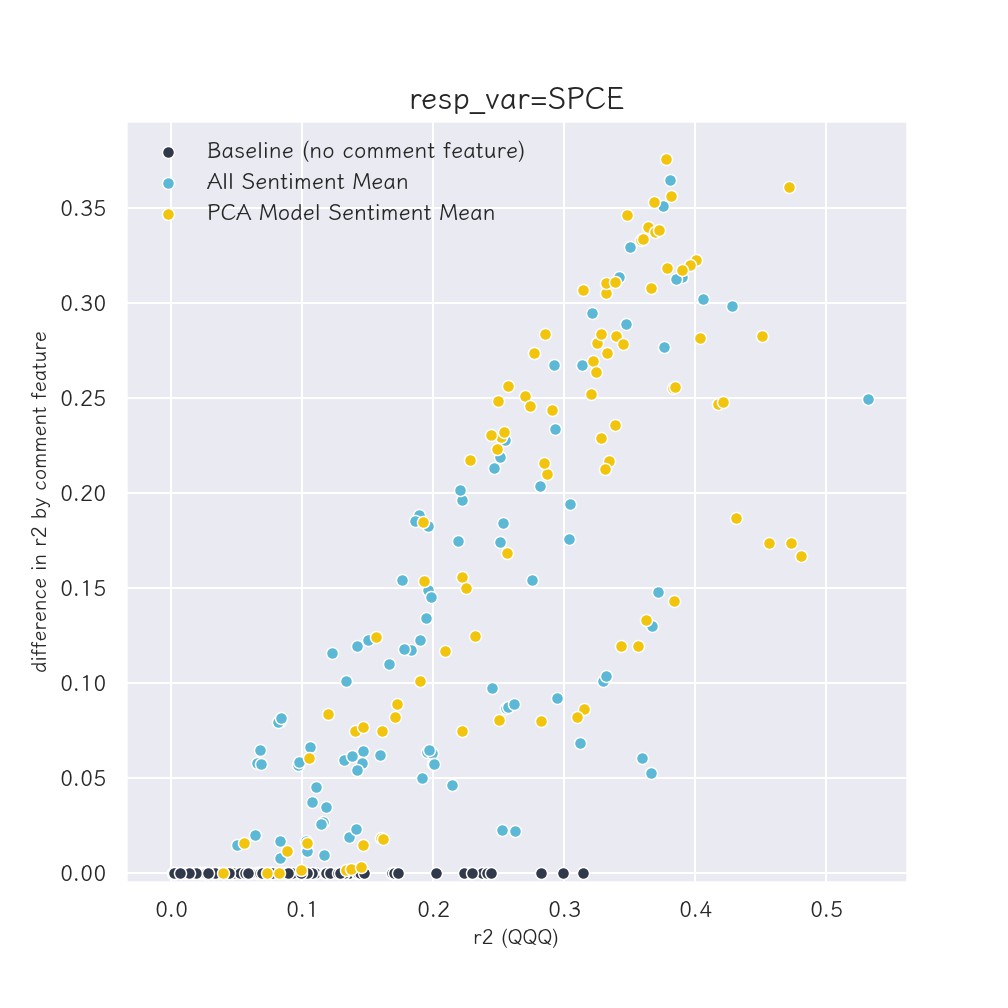 resp_var=SPCE
Baseline (no comment feature)
All Sentiment Mean
PCA Model Sentiment Mean
difference in r2 by comment feature
0.35
0.30
0.25
0.20
0.15
0.10
0.05
0.00
0.0 0.1 0.2 0.3 0.4 0.5
r2 (QQQ)